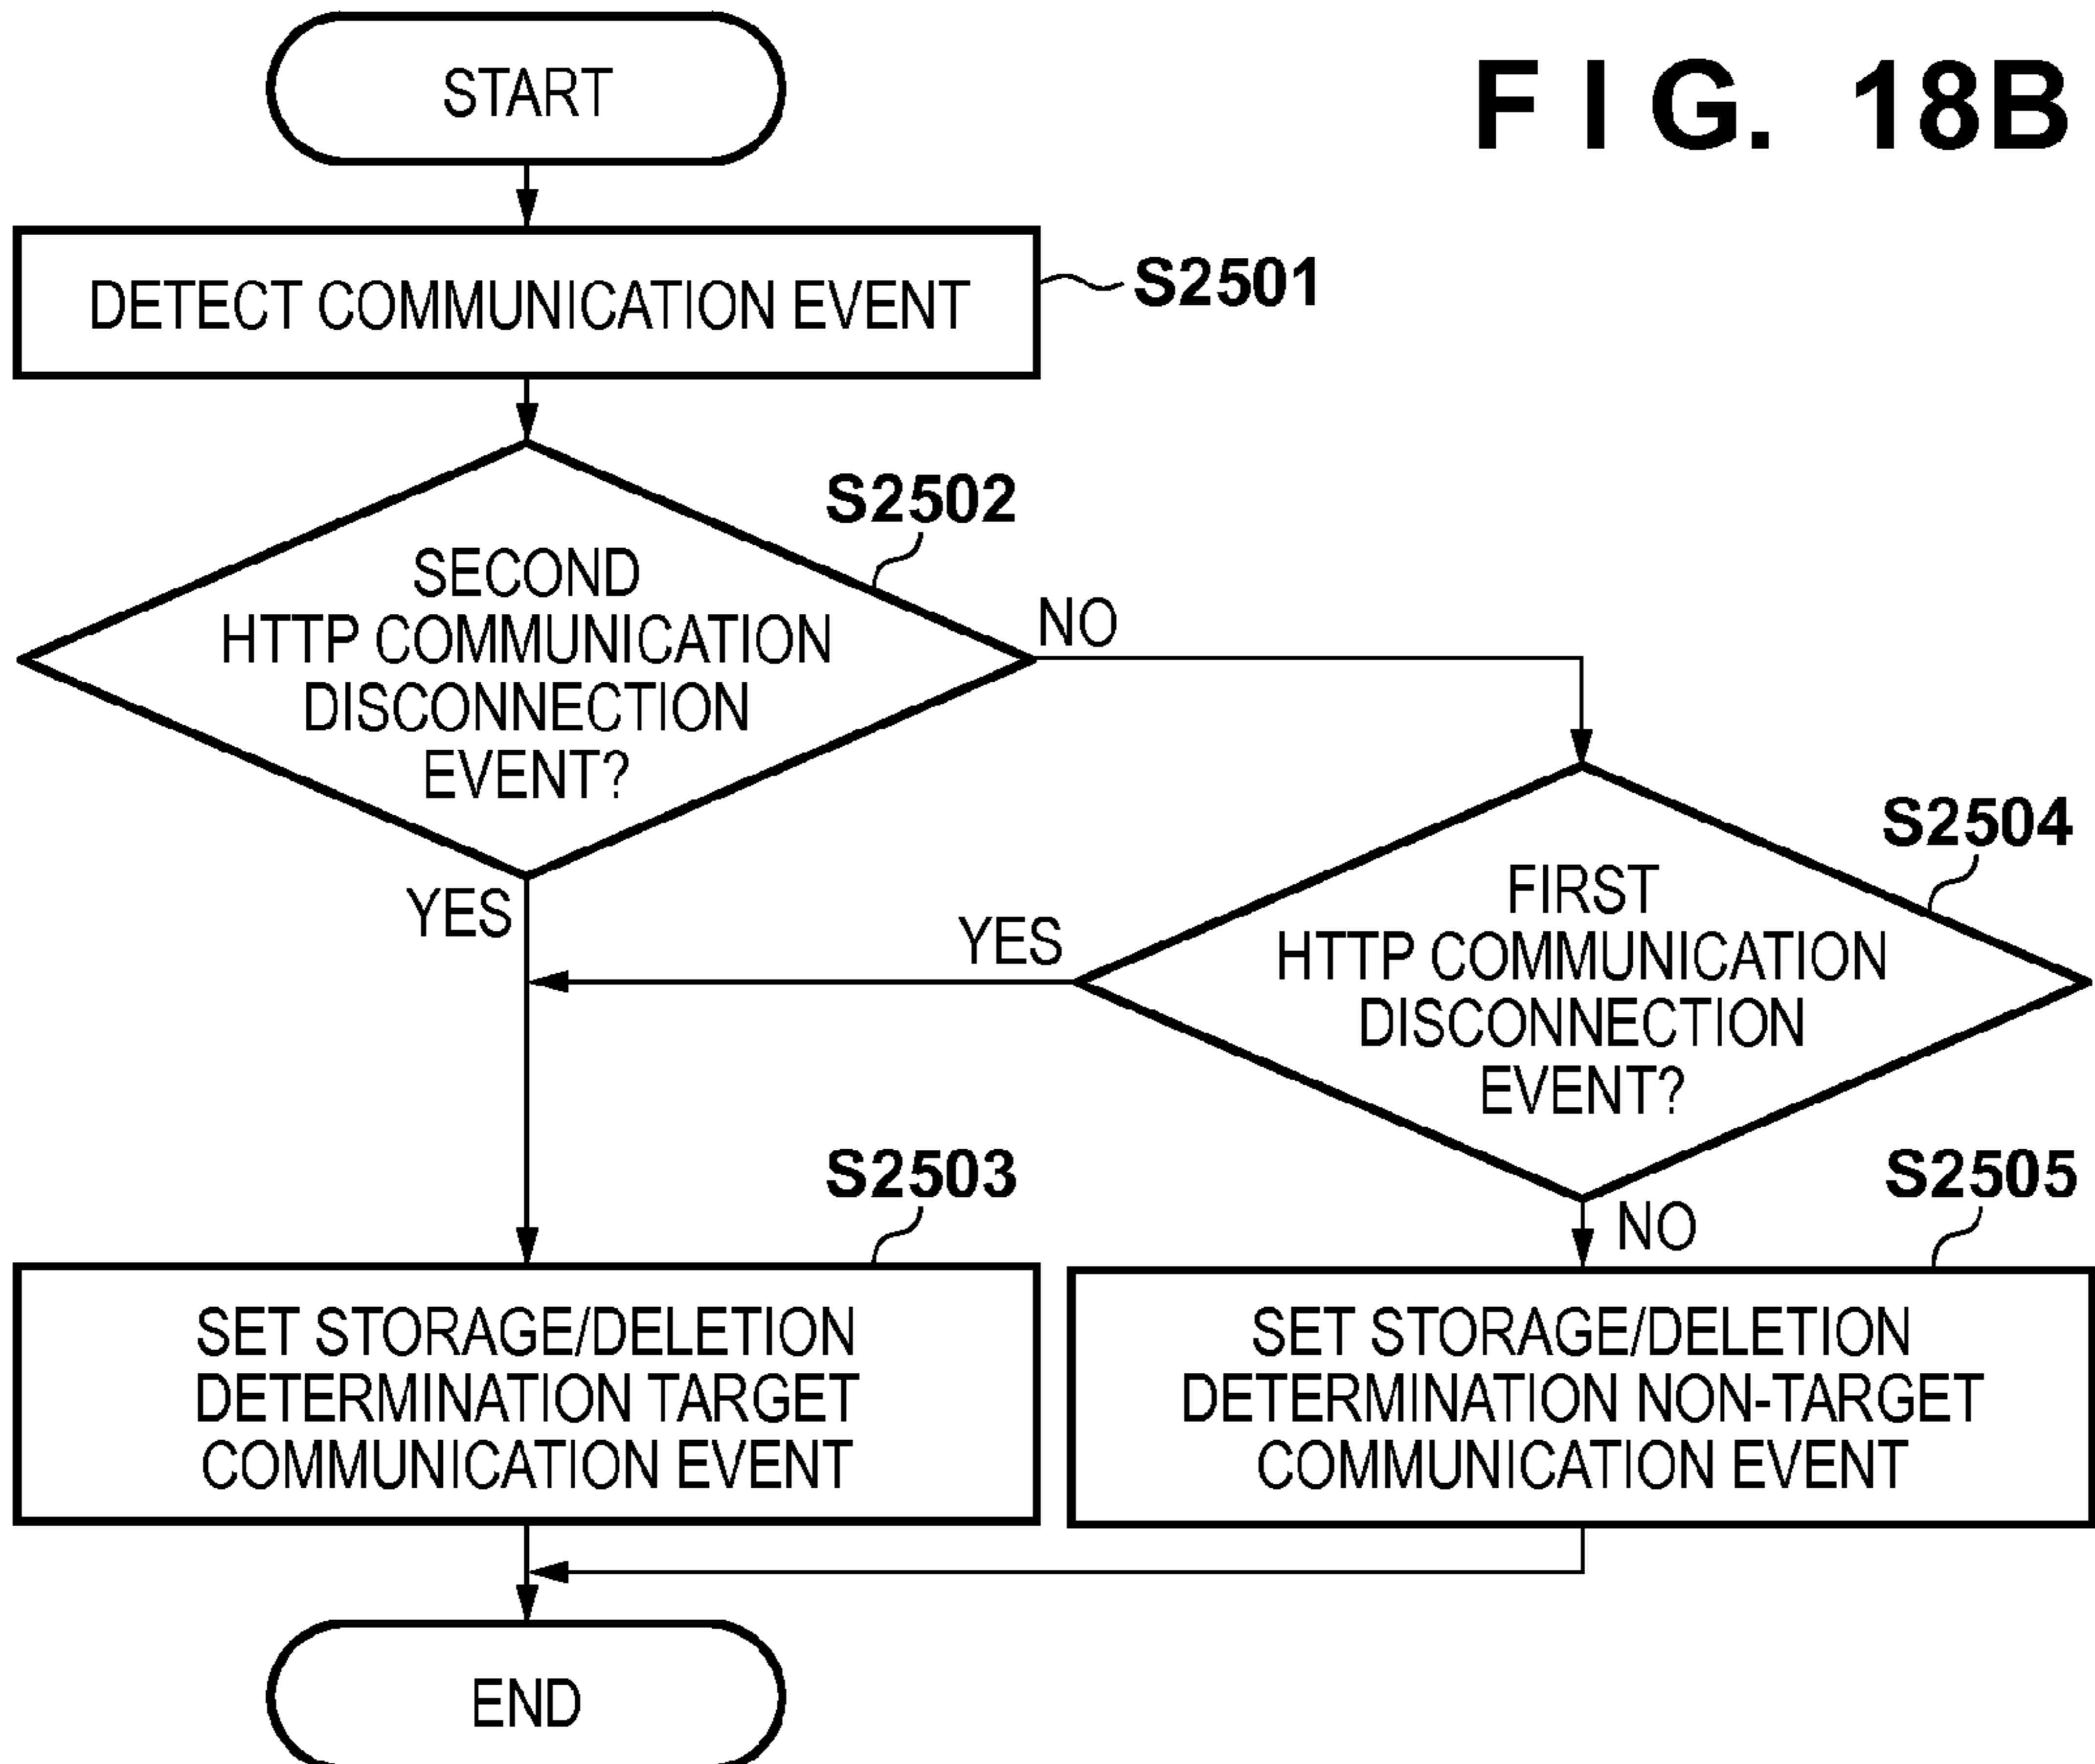 START
F I G. 18B
DETECT COMMUNICATION EVENT
S2501
S2502
SECOND
HTTP COMMUNICATION
DISCONNECTION
EVENT?
NO
YES
S2504
FIRST
HTTP COMMUNICATION
DISCONNECTION
EVENT?
YES
NO
S2503
SET STORAGE/DELETION
DETERMINATION TARGET
COMMUNICATION EVENT
S2505
SET STORAGE/DELETION
DETERMINATION NON-TARGET
COMMUNICATION EVENT
END